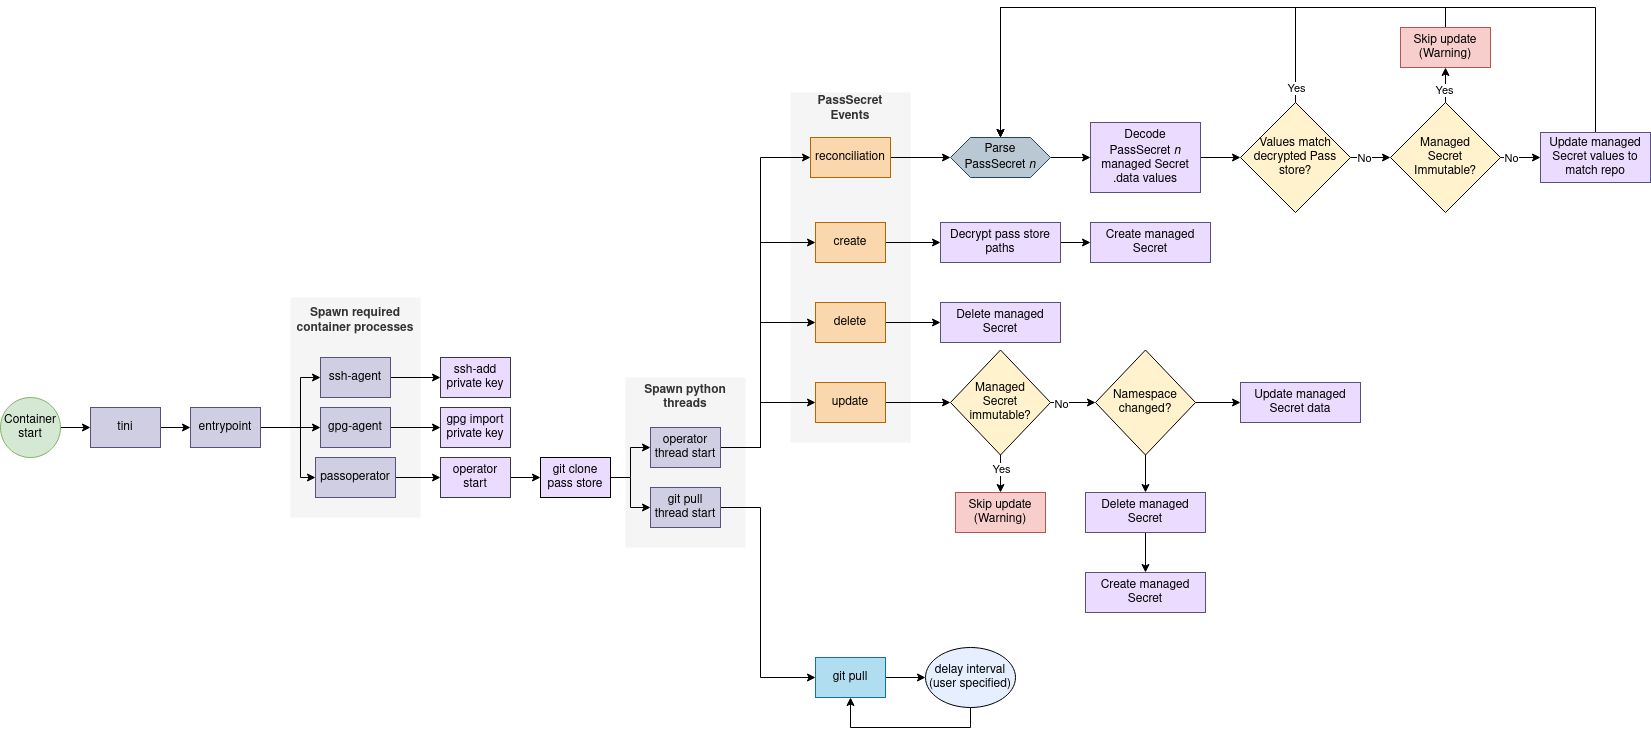 Skip update
(Warning)
Yes
Yes
PassSecret
Events
reconciliation
Parse
PassSecret n
Decode
PassSecret n
managed Secret
.data values
Values match
decrypted Pass
store?
No
Managed
Secret
Immutable?
No
Update managed
Secret values to
match repo
create
Decrypt pass store
paths
Create managed
Secret
delete
Delete managed
Secret
update
Managed
Secret
immutable?
No
Namespace
changed?
Update managed
Secret data
Yes
Skip update
(Warning)
Delete managed
Secret
Create managed
Secret
Spawn required
container processes
Container
start
tini
entrypoint
ssh-agent
ssh-add
private key
gpg-agent
gpg import
private key
passoperator
operator
start
git clone
pass store
Spawn python
threads
operator
thread start
git pull
thread start
git pull
delay interval
(user specified)